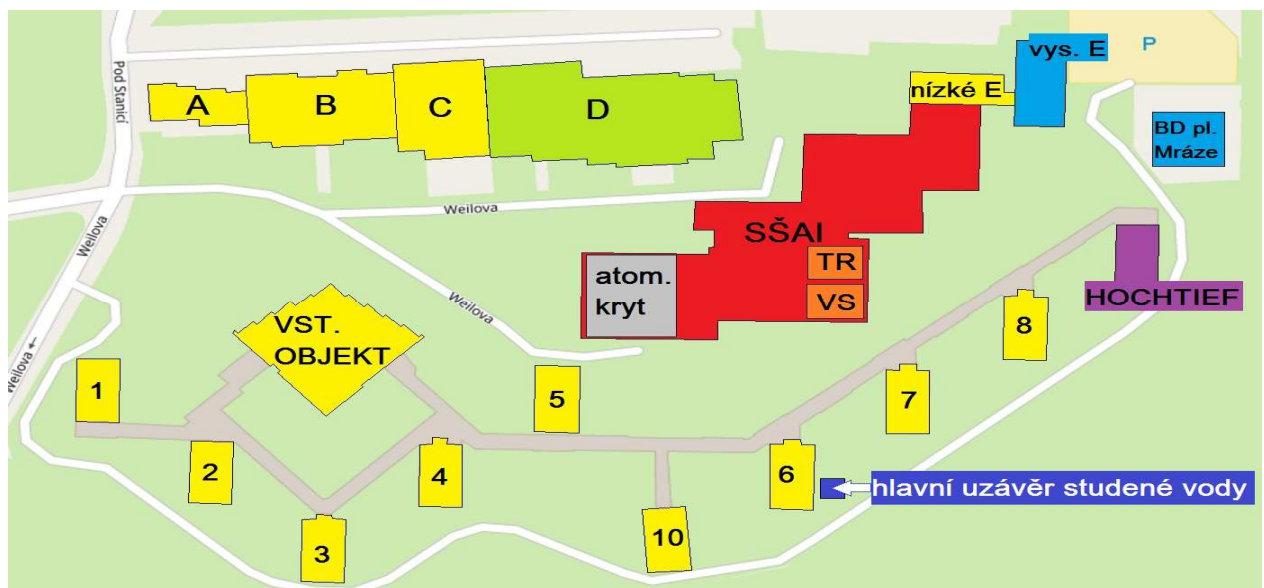 vys. E
P
Pod Stanicí
A
B
C
D
nízké E
BD pl.
Mráze
Weilova
Weilova
SŠAI
TR
atom.
kryt
VS
HOCHTIEF
Weilova
VST.
OBJEKT
8
Weilova ←
1
5
7
2
4
6
hlavní uzávěr studené vody
3
10